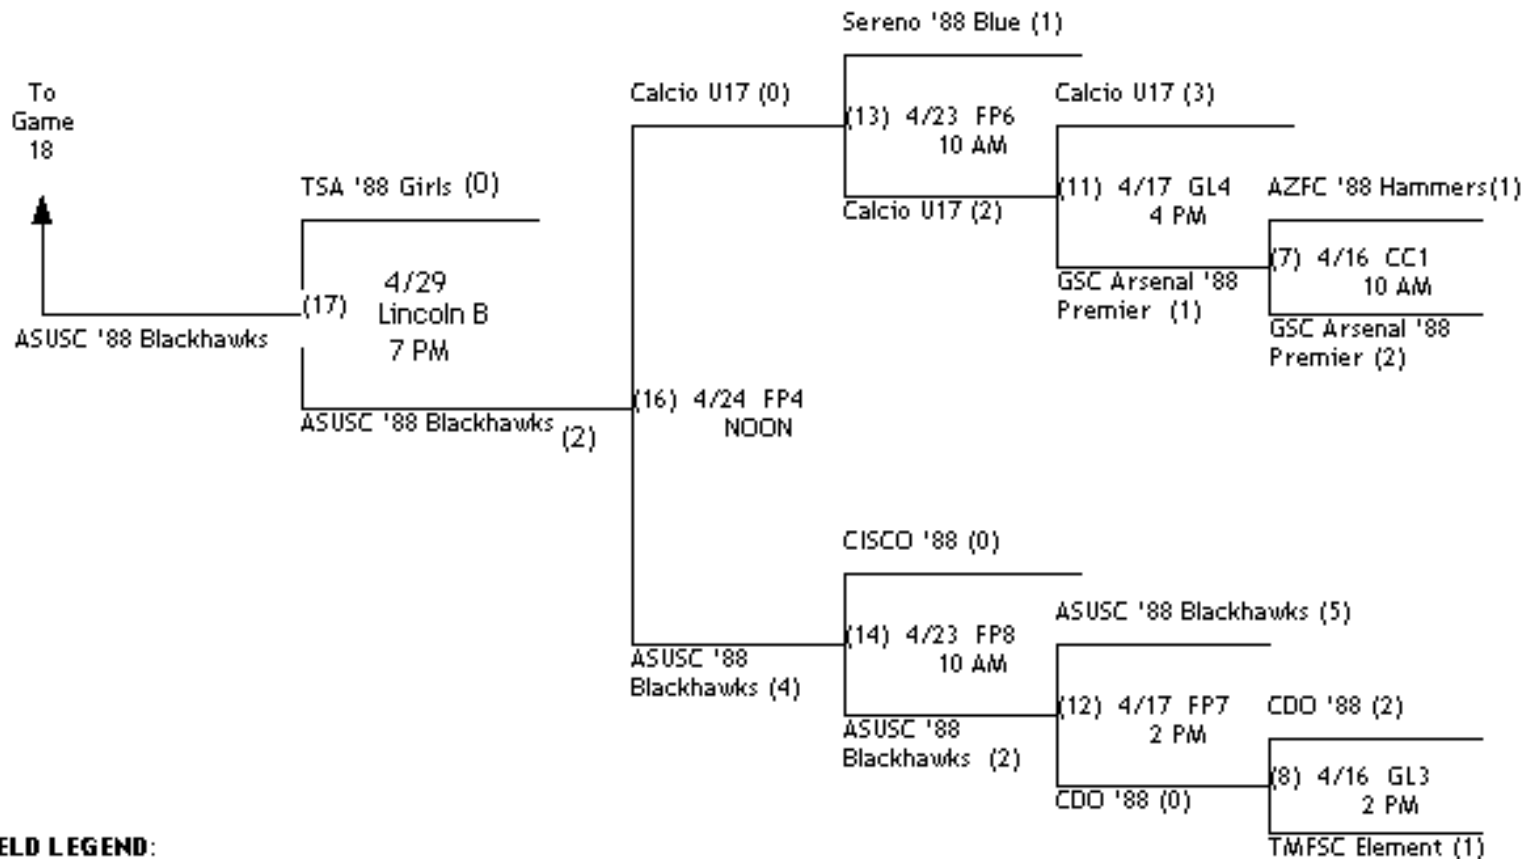 Sereno '88 Blue (1)
To
Game
18
Calcio U17 (0)
Calcio U17 (3)
(13) 4/23 FP6
10 AM
TSA '88 Girls (0)
(11) 4/17 GL4
4 PM
AZFC '88 Hammers(1)
Calcio U17 (2)
(7) 4/16 CC1
10 AM
GSC Arsenal '88
Premier (1)
4/29
(17) Lincoln B
7 PM
ASUSC '88 Blackhawks
GSC Arsenal '88
Premier (2)
(16) 4/24 FP4
NOON
ASUSC '88 Blackhawks (2)
CISCO '88 (0)
ASUSC '88 Blackhawks (5)
(14) 4/23 FP8
10 AM
ASUSC '88
Blackhawks (4)
(12) 4/17 FP7
2 PM
CDO '88 (2)
ASUSC '88
Blackhawks (2)
(8) 4/16 GL3
2 PM
CDO '88 (0)
ELD LEGEND:
TMFSC Element (1)